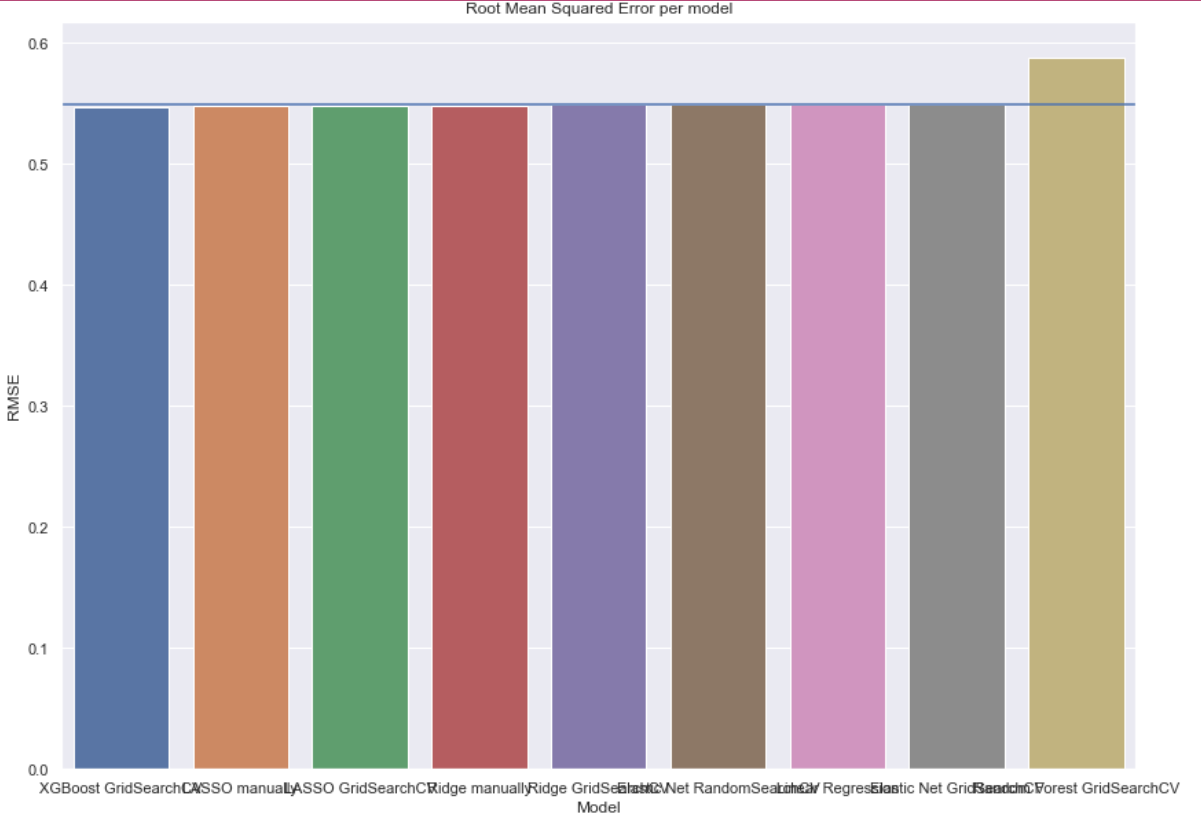 Root Mean Squared Error per model
0.6
0.5
0.4
0.3
0.2
0.1
0.0
RMSE
XGBoost GridSearchCV LASSO manually LASSO GridSearchCV Ridge manually Ridge GridSearchCV Elastic Net RandomSearchCV Linear Regression Elastic Net GridSearchCV Random Forest GridSearchCV
Model